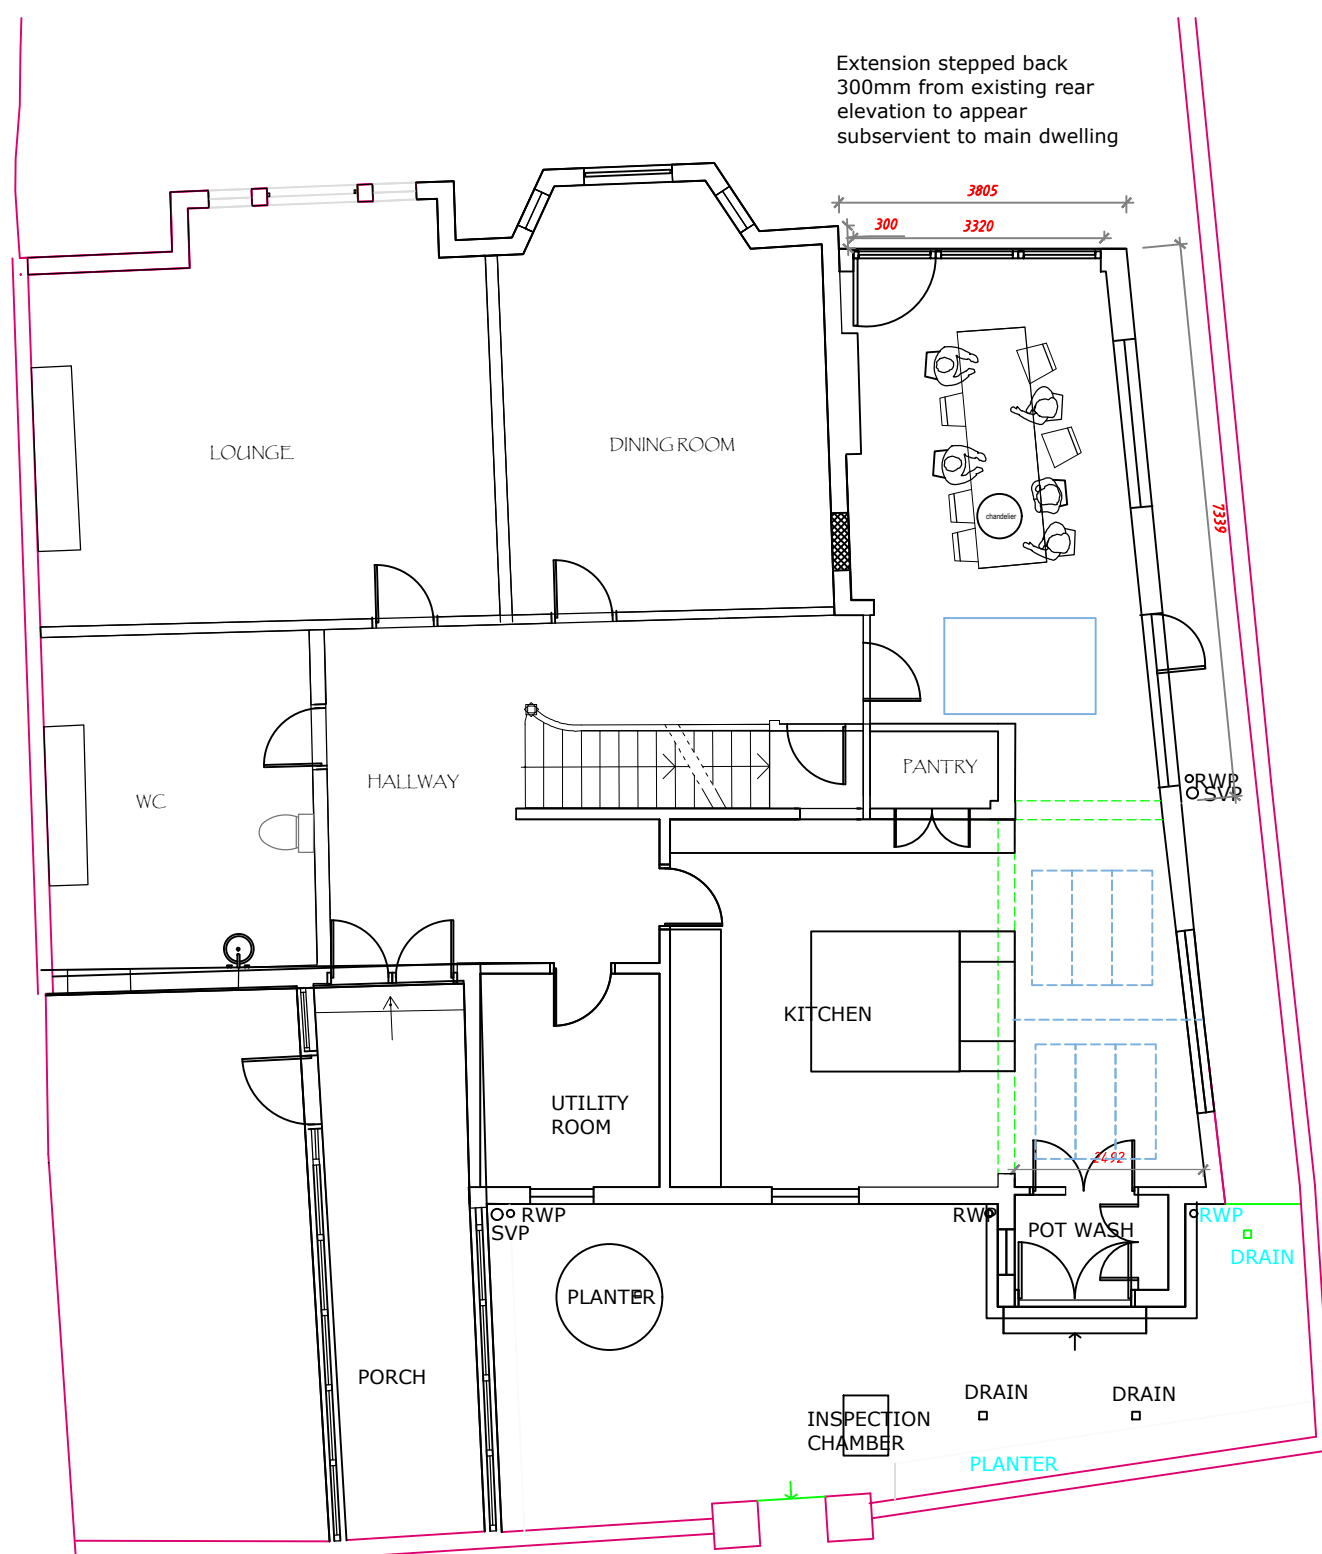 Extension stepped back
300mm from existing rear
elevation to appear
subservient to main dwelling
3805
300
3320
LOUNGE
DINING ROOM
chandelier
7339
HALLWAY
PANTRY
WC
RWP
SVP
KITCHEN
UTILITY
ROOM
2492
RWP
SVP
RWP
POT WASH
RWP
DRAIN
PLANTER
PORCH
DRAIN
DRAIN
INSPECTION
CHAMBER
PLANTER